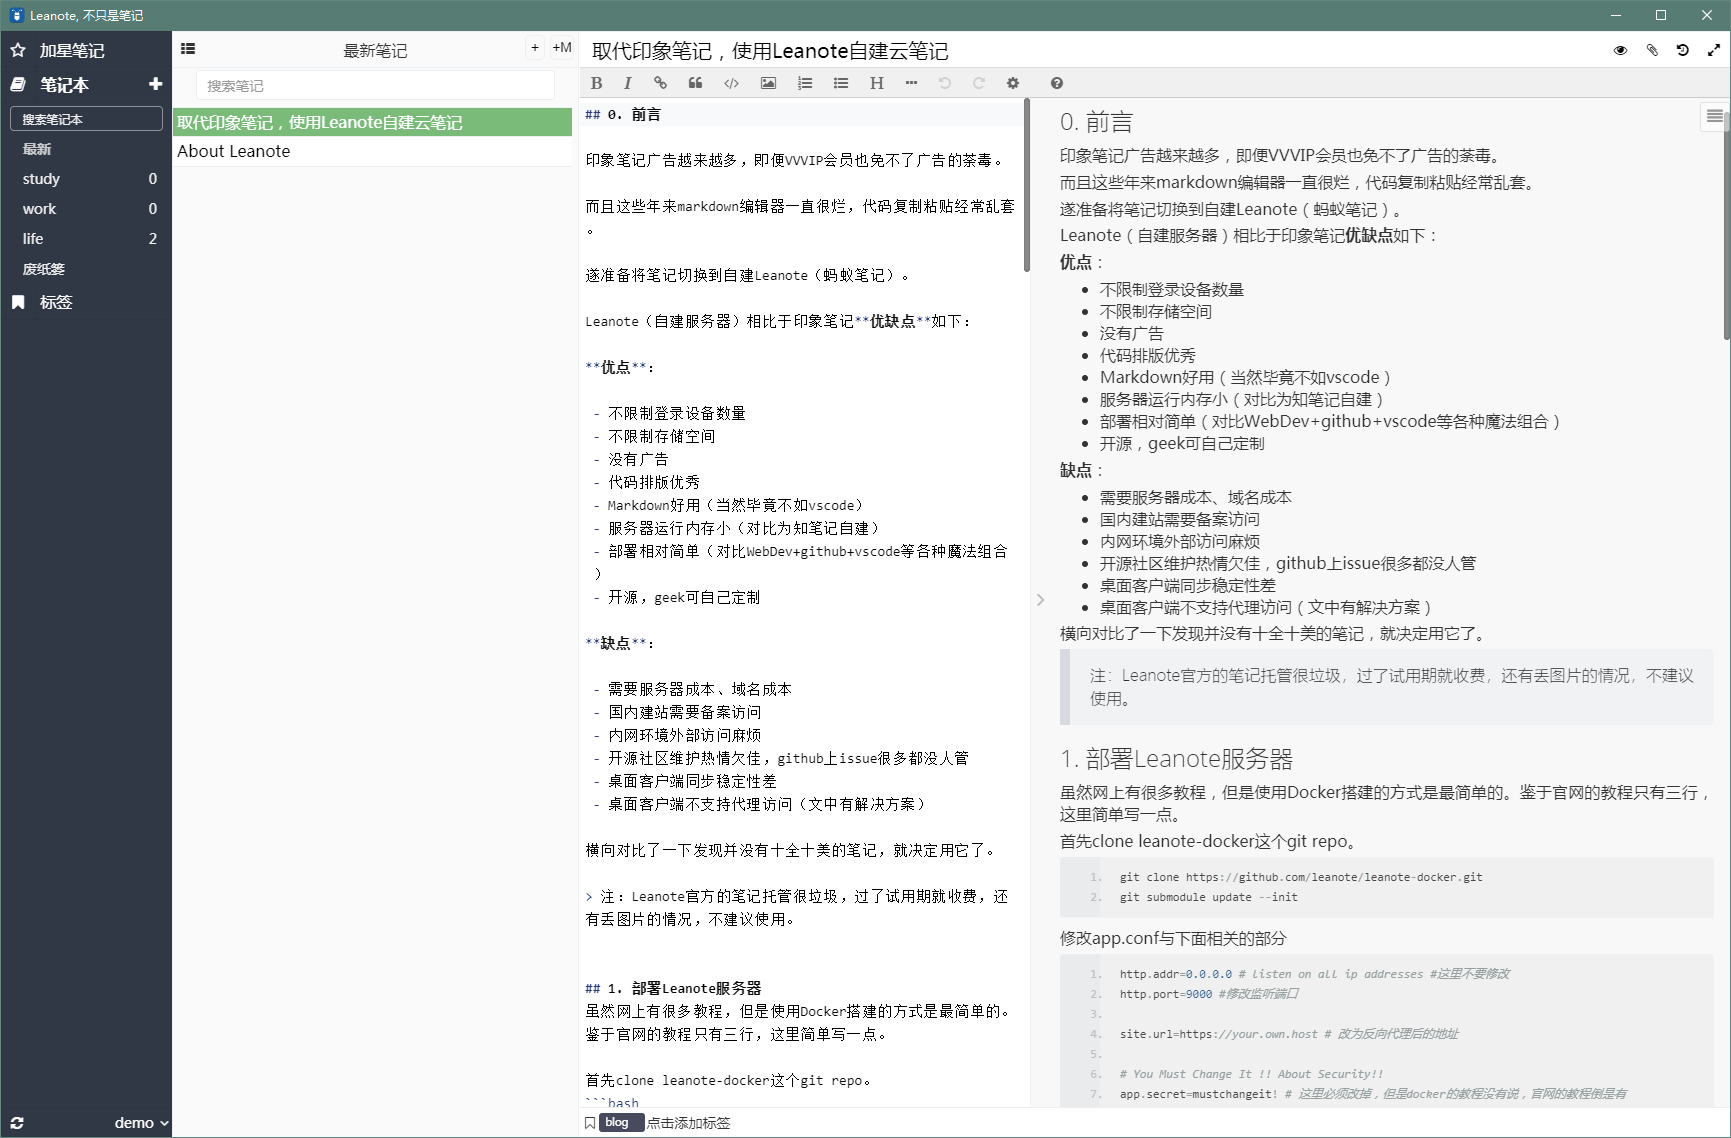 Leanote, 不只是笔记
加星笔记
笔记本
搜索笔记本
最新
study 0
work 0
life 2
废纸篓
标签
demo
最新笔记
+ +M
搜索笔记
取代印象笔记，使用Leanote自建云笔记
About Leanote
取代印象笔记，使用Leanote自建云笔记
B I H
## 0. 前言
印象笔记广告越来越多，即便VVVIP会员也免不了广告的荼毒。
而且这些年来markdown编辑器一直很烂，代码复制粘贴经常乱套
。
遂准备将笔记切换到自建Leanote（蚂蚁笔记）。
Leanote（自建服务器）相比于印象笔记**优缺点**如下：
**优点**：
- 不限制登录设备数量
- 不限制存储空间
- 没有广告
- 代码排版优秀
- Markdown好用（当然毕竟不如vscode）
- 服务器运行内存小（对比为知笔记自建）
- 部署相对简单（对比WebDev+github+vscode等各种魔法组合
）
- 开源，geek可自己定制
**缺点**：
- 需要服务器成本、域名成本
- 国内建站需要备案访问
- 内网环境外部访问麻烦
- 开源社区维护热情欠佳，github上issue很多都没人管
- 桌面客户端同步稳定性差
- 桌面客户端不支持代理访问（文中有解决方案）
横向对比了一下发现并没有十全十美的笔记，就决定用它了。
> 注：Leanote官方的笔记托管很垃圾，过了试用期就收费，还
有丢图片的情况，不建议使用。
## 1. 部署Leanote服务器
虽然网上有很多教程，但是使用Docker搭建的方式是最简单的。
鉴于官网的教程只有三行，这里简单写一点。
首先clone leanote-docker这个git repo。
```bash
blog 点击添加标签
0. 前言
印象笔记广告越来越多，即便VVVIP会员也免不了广告的荼毒。
而且这些年来markdown编辑器一直很烂，代码复制粘贴经常乱套。
遂准备将笔记切换到自建Leanote（蚂蚁笔记）。
Leanote（自建服务器）相比于印象笔记优缺点如下：
优点：
不限制登录设备数量
不限制存储空间
没有广告
代码排版优秀
Markdown好用（当然毕竟不如vscode）
服务器运行内存小（对比为知笔记自建）
部署相对简单（对比WebDev+github+vscode等各种魔法组合）
开源，geek可自己定制
缺点：
需要服务器成本、域名成本
国内建站需要备案访问
内网环境外部访问麻烦
开源社区维护热情欠佳，github上issue很多都没人管
桌面客户端同步稳定性差
桌面客户端不支持代理访问（文中有解决方案）
横向对比了一下发现并没有十全十美的笔记，就决定用它了。
注：Leanote官方的笔记托管很垃圾，过了试用期就收费，还有丢图片的情况，不建议
使用。
1. 部署Leanote服务器
虽然网上有很多教程，但是使用Docker搭建的方式是最简单的。鉴于官网的教程只有三行，
这里简单写一点。
首先clone leanote-docker这个git repo。
1. git clone https://github.com/leanote/leanote-docker.git
2. git submodule update --init
修改app.conf与下面相关的部分
1. http.addr=0.0.0.0 # listen on all ip addresses #这里不要修改
2. http.port=9000 #修改监听端口
3.
4. site.url=https://your.own.host # 改为反向代理后的地址
5.
6. # You Must Change It !! About Security!!
7. app.secret=mustchangeit! # 这里必须改掉，但是docker的教程没有说，官网的教程倒是有